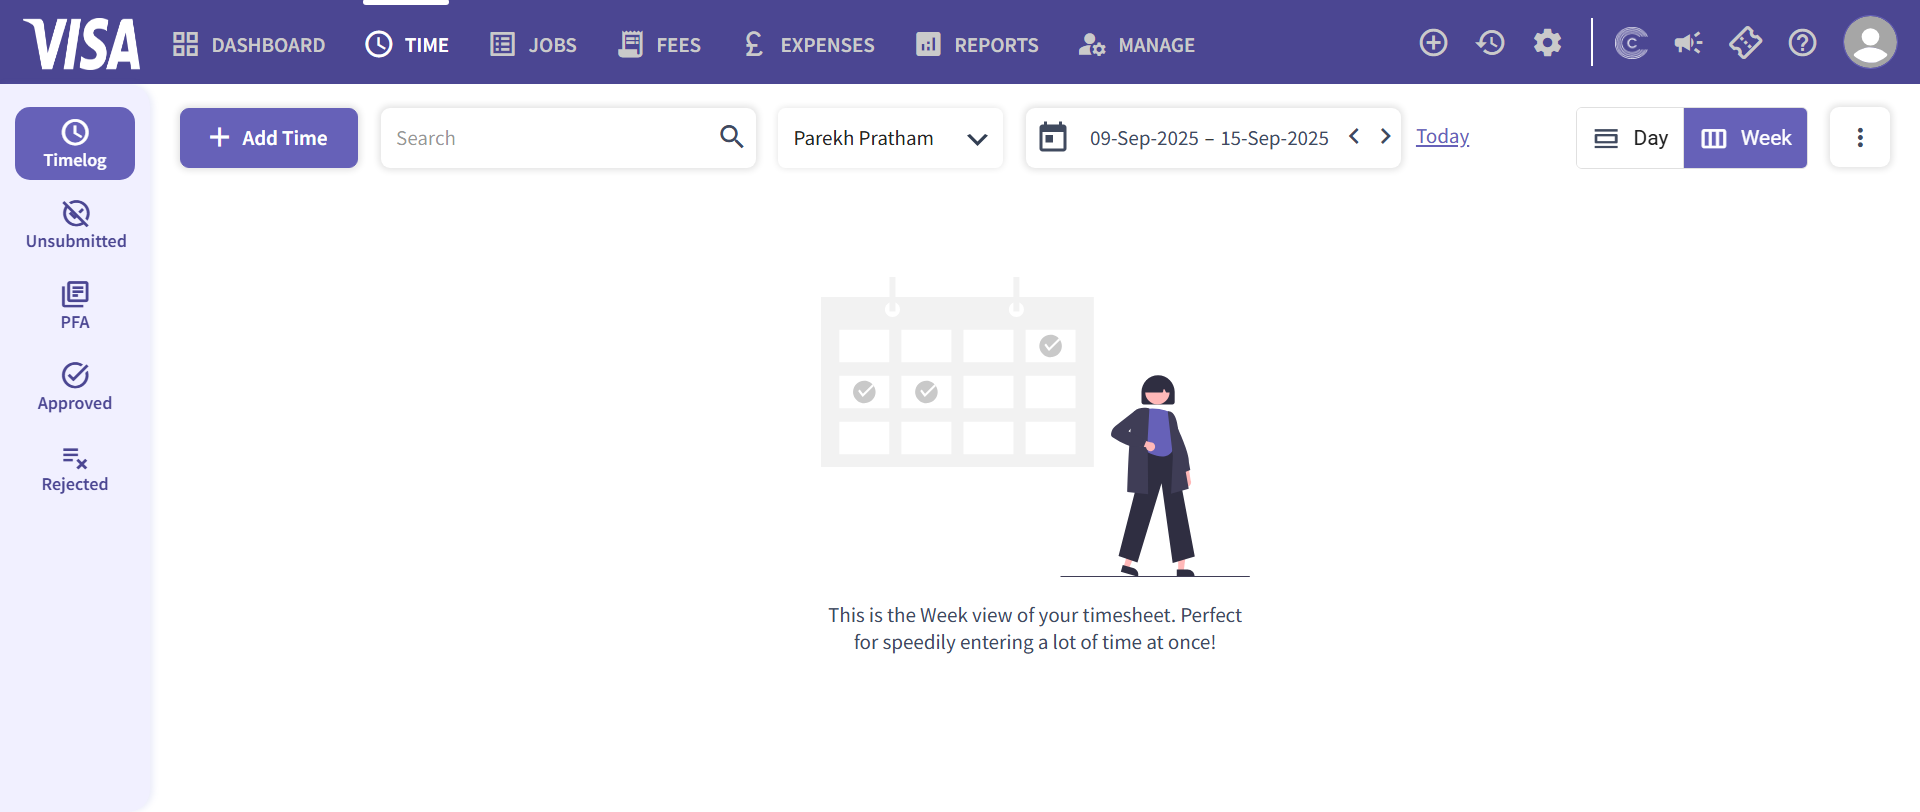 VISA
DASHBOARD
TIME
JOBS
FEES
EXPENSES
REPORTS
MANAGE
Timelog
Unsubmitted
PFA
Approved
Rejected
Add Time
Search
Parekh Pratham
09-Sep-2025 – 15-Sep-2025
Today
Day
Week
This is the Week view of your timesheet. Perfect
for speedily entering a lot of time at once!